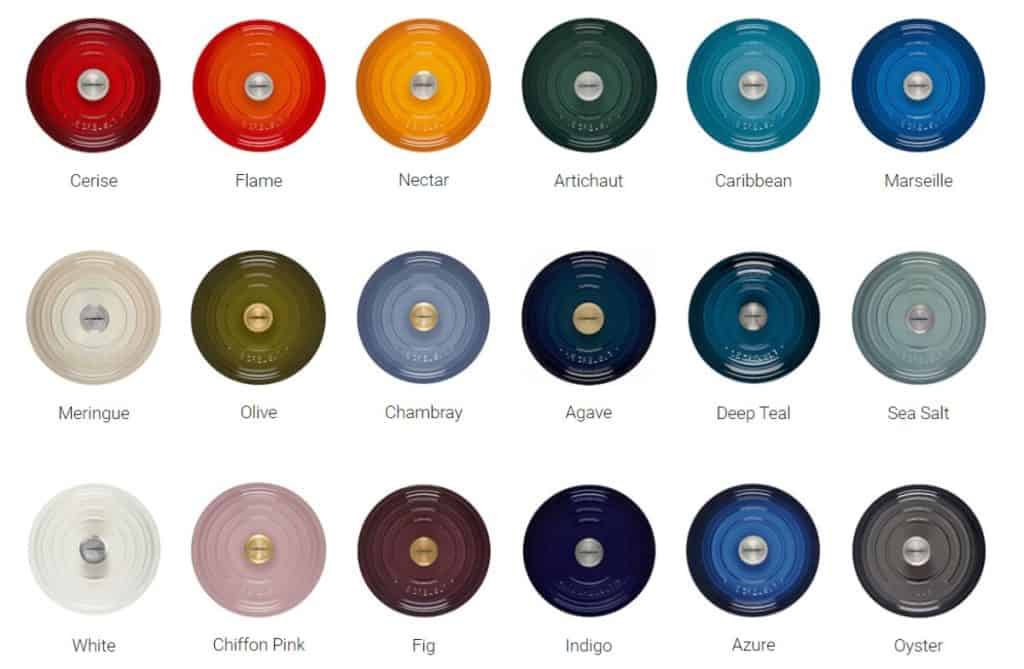 Cerise
Flame
Nectar
Artichaut
Caribbean
Marseille
Meringue
Olive
Chambray
Agave
Deep Teal
Sea Salt
White
Chiffon Pink
Fig
Indigo
Azure
Oyster